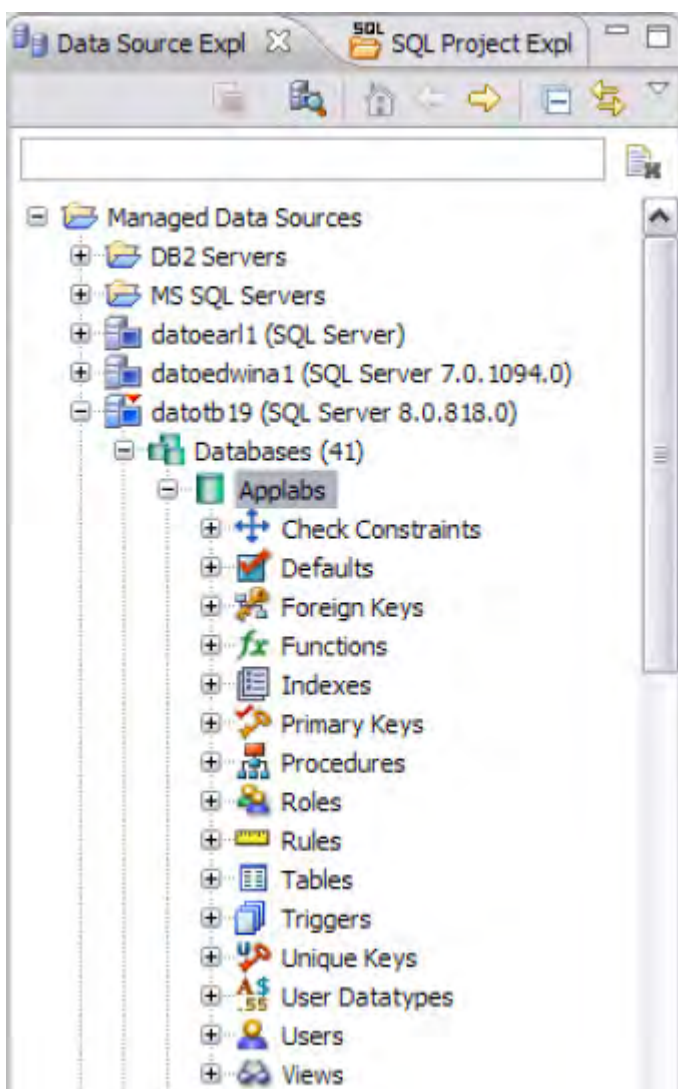 Data Source Expl SQL Project Expl
Managed Data Sources
DB2 Servers
MS SQL Servers
datoearl1 (SQL Server)
datoedwina1 (SQL Server 7.0.1094.0)
datotb19 (SQL Server 8.0.818.0)
Databases (41)
Applabs
Check Constraints
Defaults
Foreign Keys
fx Functions
Indexes
Primary Keys
Procedures
Roles
Rules
Tables
Triggers
Unique Keys
User Datatypes
Users
Views